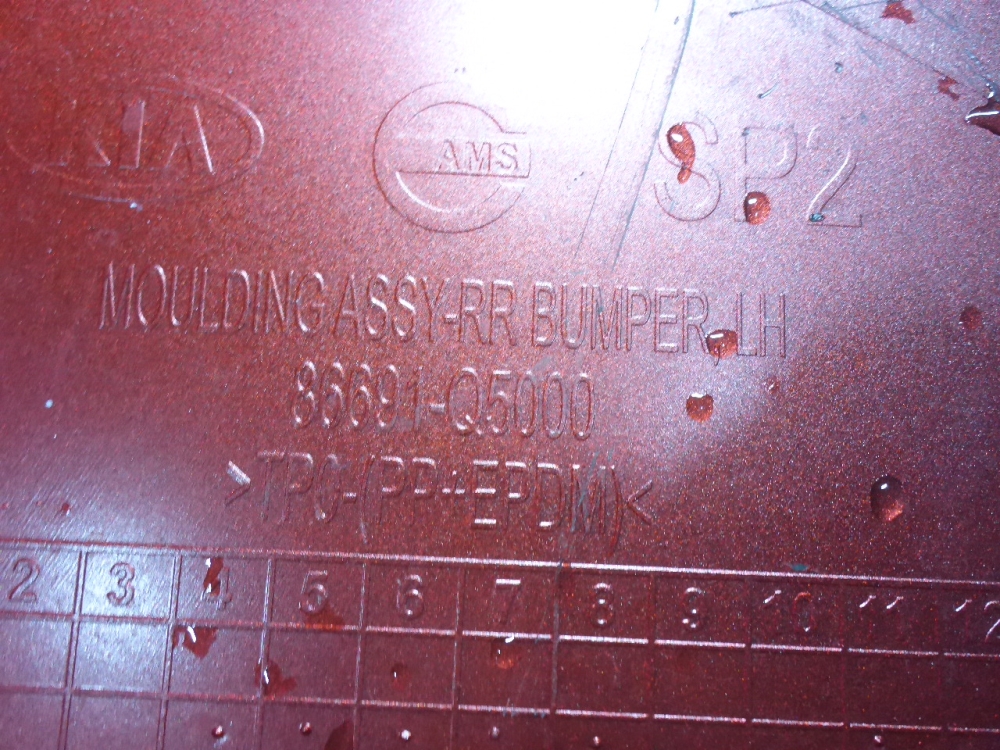 KIA AMS SP2
MOULDING ASSY-RR BUMPER, LH
86691-Q5000
>TPO-(PP+EPDM)<
2 3 4 5 6 7 8 9 10 11 12